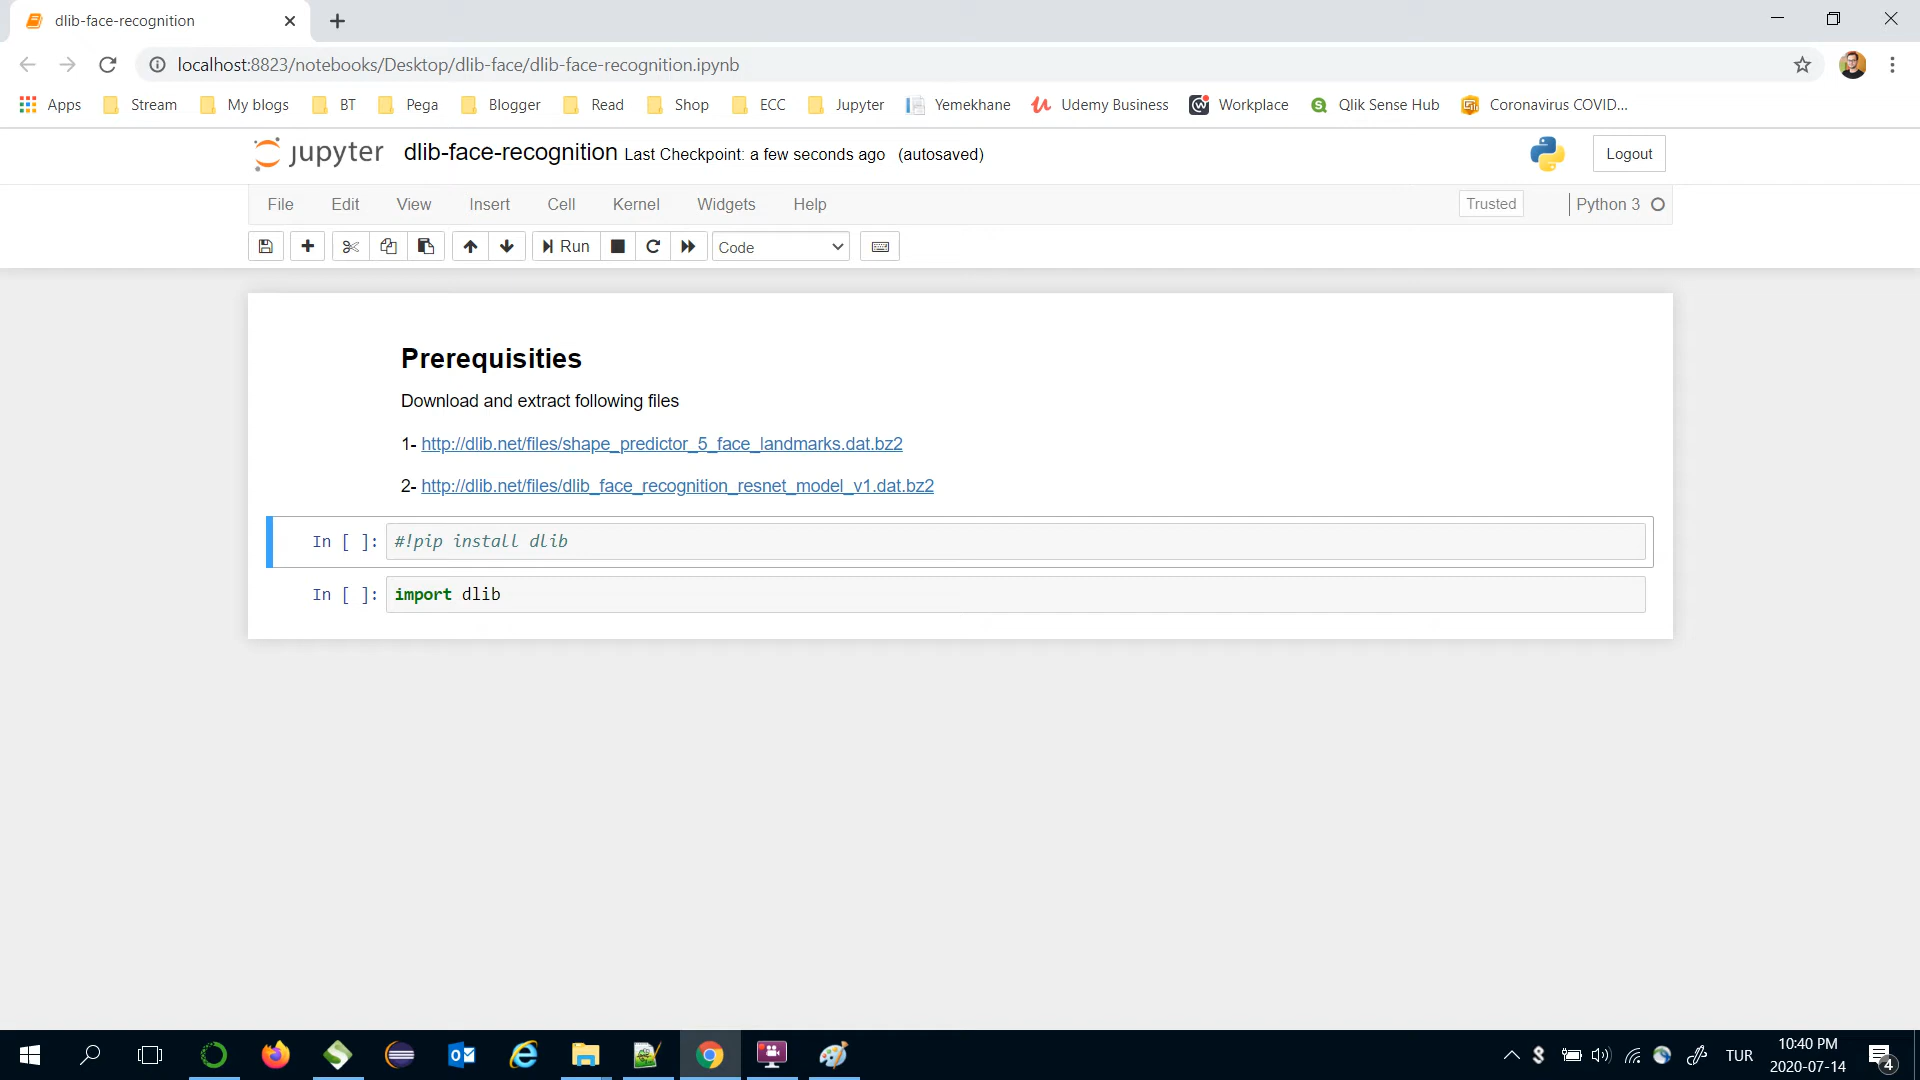 dlib-face-recognition
localhost:8823/notebooks/Desktop/dlib-face/dlib-face-recognition.ipynb
Apps Stream My blogs BT Pega Blogger Read Shop ECC Jupyter Yemekhane Udemy Business Workplace Qlik Sense Hub Coronavirus COVID...
jupyter dlib-face-recognition Last Checkpoint: a few seconds ago (autosaved) Logout
File Edit View Insert Cell Kernel Widgets Help Trusted Python 3
Run Code
Prerequisities
Download and extract following files
1- http://dlib.net/files/shape_predictor_5_face_landmarks.dat.bz2
2- http://dlib.net/files/dlib_face_recognition_resnet_model_v1.dat.bz2
In [ ]: #!pip install dlib
In [ ]: import dlib
TUR 10:40 PM
2020-07-14 4